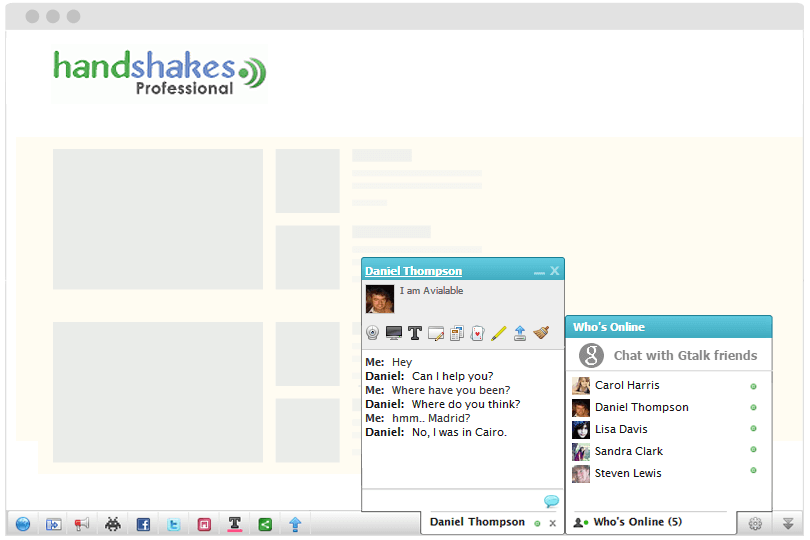 handshakes
Professional
Daniel Thompson
I am Avialable
Me: Hey
Daniel: Can I help you?
Me: Where have you been?
Daniel: Where do you think?
Me: hmm.. Madrid?
Daniel: No, I was in Cairo.
Daniel Thompson
Who's Online
Chat with Gtalk friends
Carol Harris
Daniel Thompson
Lisa Davis
Sandra Clark
Steven Lewis
Who's Online (5)